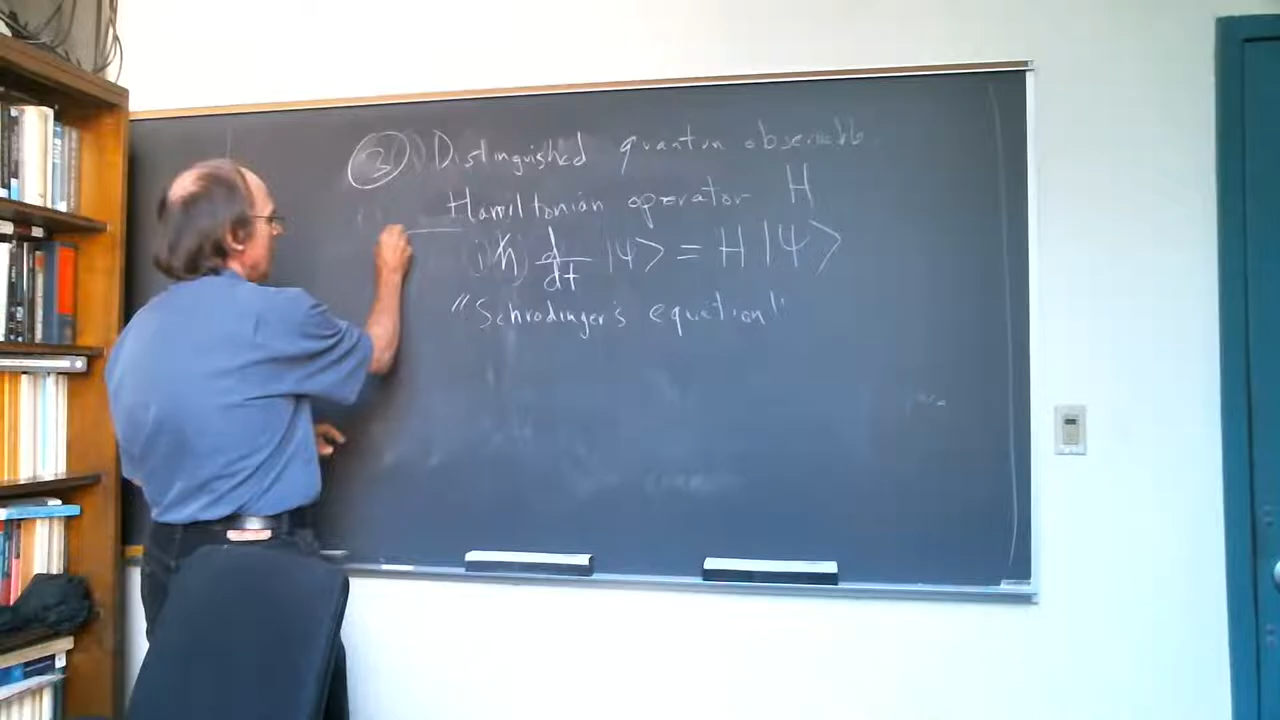 ③ Distinguished quantum observable
Hamiltonian operator H
iħ d/dt |ψ> = H |ψ>
"Schrodinger's equation"